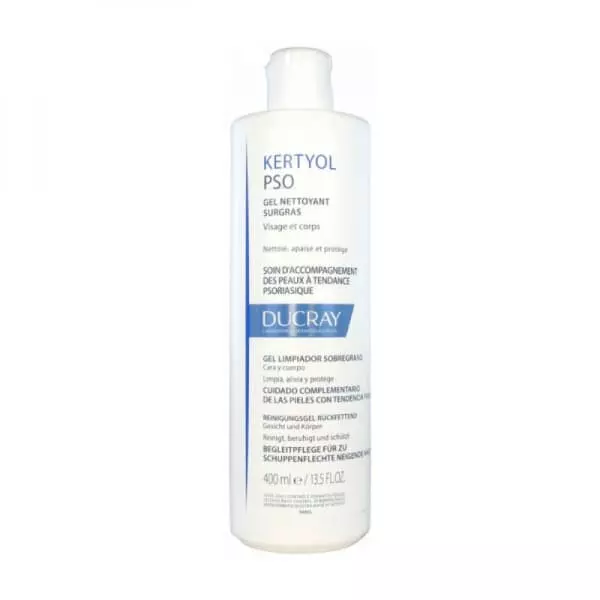 KERTYOL
PSO
GEL NETTOYANT
SURGRAS
Visage et corps
Nettoie, apaise et protège
SOIN D'ACCOMPAGNEMENT
DES PEAUX À TENDANCE
PSORIASIQUE
DUCRAY
GEL LIMPIADOR SOBREGRASO
Cara y cuerpo
Limpia, alivia y protege
CUIDADO COMPLEMENTARIO
DE LAS PIELES CON TENDENCIA
REINIGUNGSGEL RÜCKFETTEND
Gesicht und Körper
Reinigt, beruhigt und schützt
BEGLEITPFLEGE FÜR ZU
SCHUPPENFLECHTE NEIGENDE
400 ml e / 13.5 FL.OZ.
PARIS